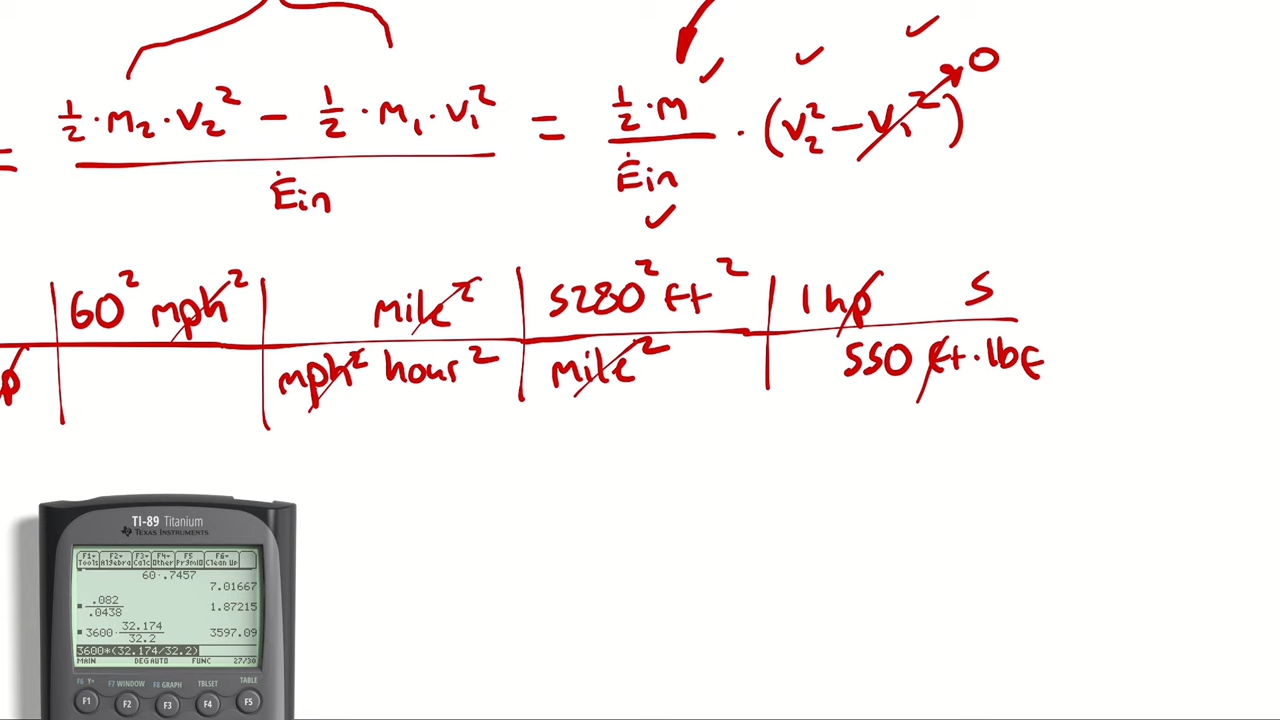 = ½·m₂·v₂² − ½·m₁·v₁² / Ėin = ½·m / Ėin · (v₂² − v₁²) 0
60² mph² | mile² | 5280² ft² | 1 hp s
p | mph² hour² | mile² | 550 ft·lbf
TI-89 Titanium
TEXAS INSTRUMENTS
F1 F2 F3 F4 F5 F6
Tools Algebra Calc Other PrgmIO Clean Up
60·.7457
7.01667
.082 / .0438 1.87215
3600· 32.174 / 32.2 3597.09
3600*(32.174/32.2)
MAIN DEG AUTO FUNC 27/30
F6 Y= F7 WINDOW F8 GRAPH TBLSET TABLE
F1 F2 F3 F4 F5